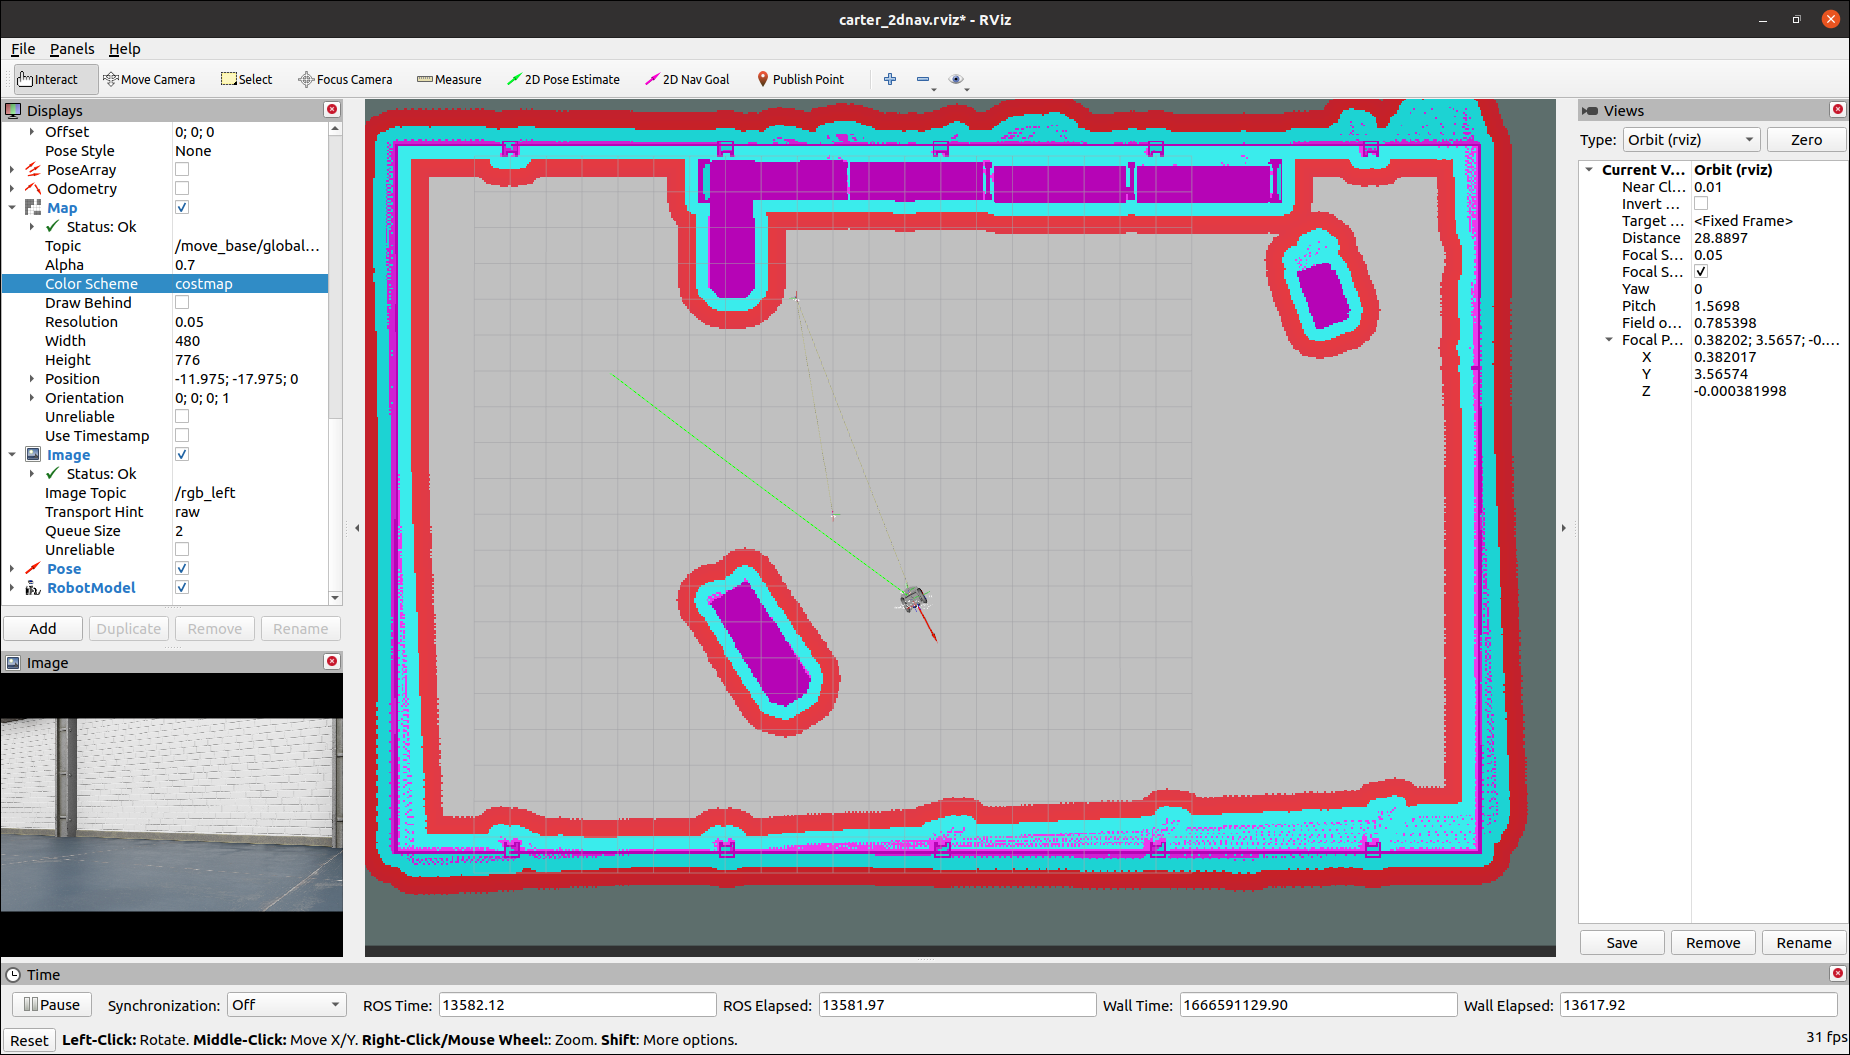 carter_2dnav.rviz* - RViz
File Panels Help
Interact Move Camera Select Focus Camera Measure 2D Pose Estimate 2D Nav Goal Publish Point
Displays
Offset 0; 0; 0
Pose Style None
PoseArray
Odometry
Map
Status: Ok
Topic /move_base/global...
Alpha 0.7
Color Scheme costmap
Draw Behind
Resolution 0.05
Width 480
Height 776
Position -11.975; -17.975; 0
Orientation 0; 0; 0; 1
Unreliable
Use Timestamp
Image
Status: Ok
Image Topic /rgb_left
Transport Hint raw
Queue Size 2
Unreliable
Pose
RobotModel
Add Duplicate Remove Rename
Image
Views
Type: Orbit (rviz) Zero
Current V... Orbit (rviz)
Near Cl... 0.01
Invert ...
Target ... <Fixed Frame>
Distance 28.8897
Focal S... 0.05
Focal S...
Yaw 0
Pitch 1.5698
Field o... 0.785398
Focal P... 0.38202; 3.5657; -0....
X 0.382017
Y 3.56574
Z -0.000381998
Save Remove Rename
Time
Pause Synchronization: Off ROS Time: 13582.12 ROS Elapsed: 13581.97 Wall Time: 1666591129.90 Wall Elapsed: 13617.92
Reset Left-Click: Rotate. Middle-Click: Move X/Y. Right-Click/Mouse Wheel:: Zoom. Shift: More options. 31 fps